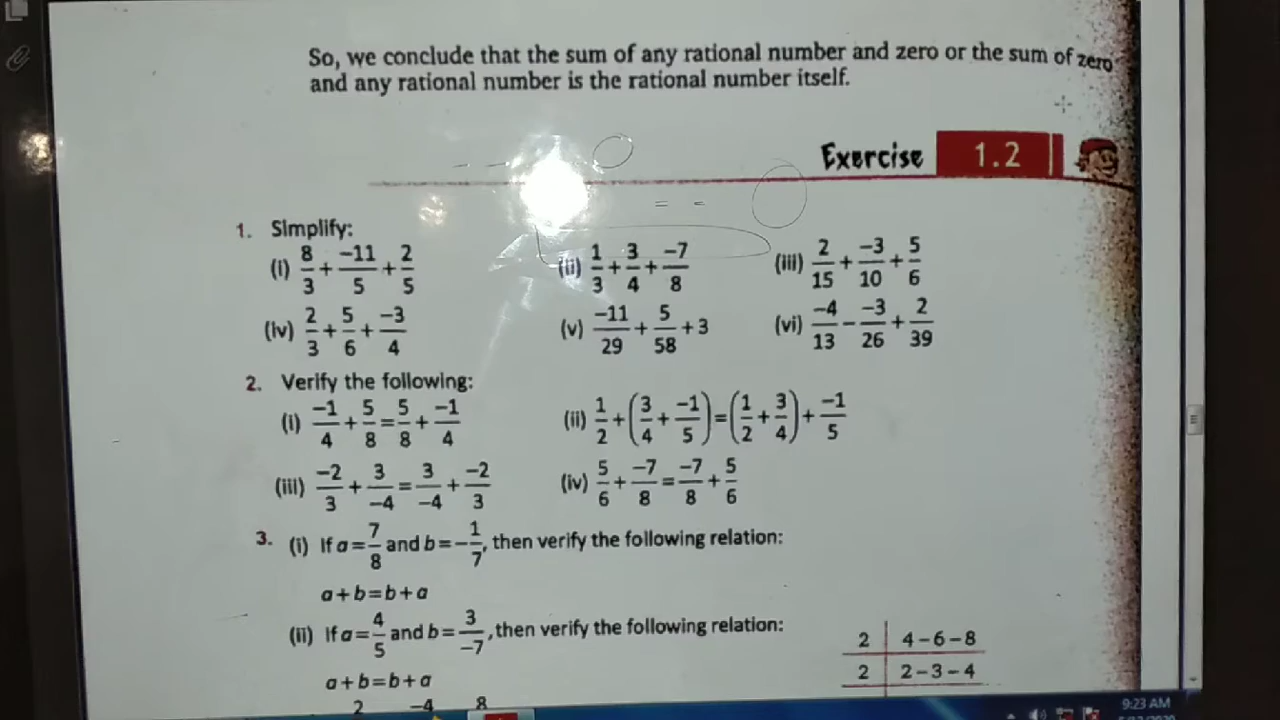 So, we conclude that the sum of any rational number and zero or the sum of zero
and any rational number is the rational number itself.
Exercise 1.2
1. Simplify:
(i) 8/3 + -11/5 + 2/5 (ii) 1/3 + 3/4 + -7/8 (iii) 2/15 + -3/10 + 5/6
(iv) 2/3 + 5/6 + -3/4 (v) -11/29 + 5/58 + 3 (vi) -4/13 - -3/26 + 2/39
2. Verify the following:
(i) -1/4 + 5/8 = 5/8 + -1/4 (ii) 1/2 + (3/4 + -1/5) = (1/2 + 3/4) + -1/5
(iii) -2/3 + 3/-4 = 3/-4 + -2/3 (iv) 5/6 + -7/8 = -7/8 + 5/6
3. (i) If a = 7/8 and b = -1/7, then verify the following relation:
a+b=b+a
(ii) If a = 4/5 and b = 3/-7, then verify the following relation:
a+b=b+a
2 4-6-8
2 2-3-4
2 -4 8
9:23 AM